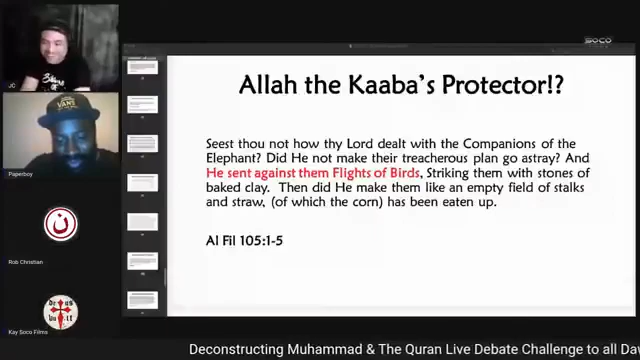 SOCO
JC
Allah the Kaaba's Protector!?
VANS
Paperboy
Seest thou not how thy Lord dealt with the Companions of the
Elephant? Did He not make their treacherous plan go astray? And
He sent against them Flights of Birds, Striking them with stones of
baked clay. Then did He make them like an empty field of stalks
and straw, (of which the corn) has been eaten up.
Al Fil 105:1-5
ن
Rob Christian
Kay Soco Films
Deconstructing Muhammad & The Quran Live Debate Challenge to all Da